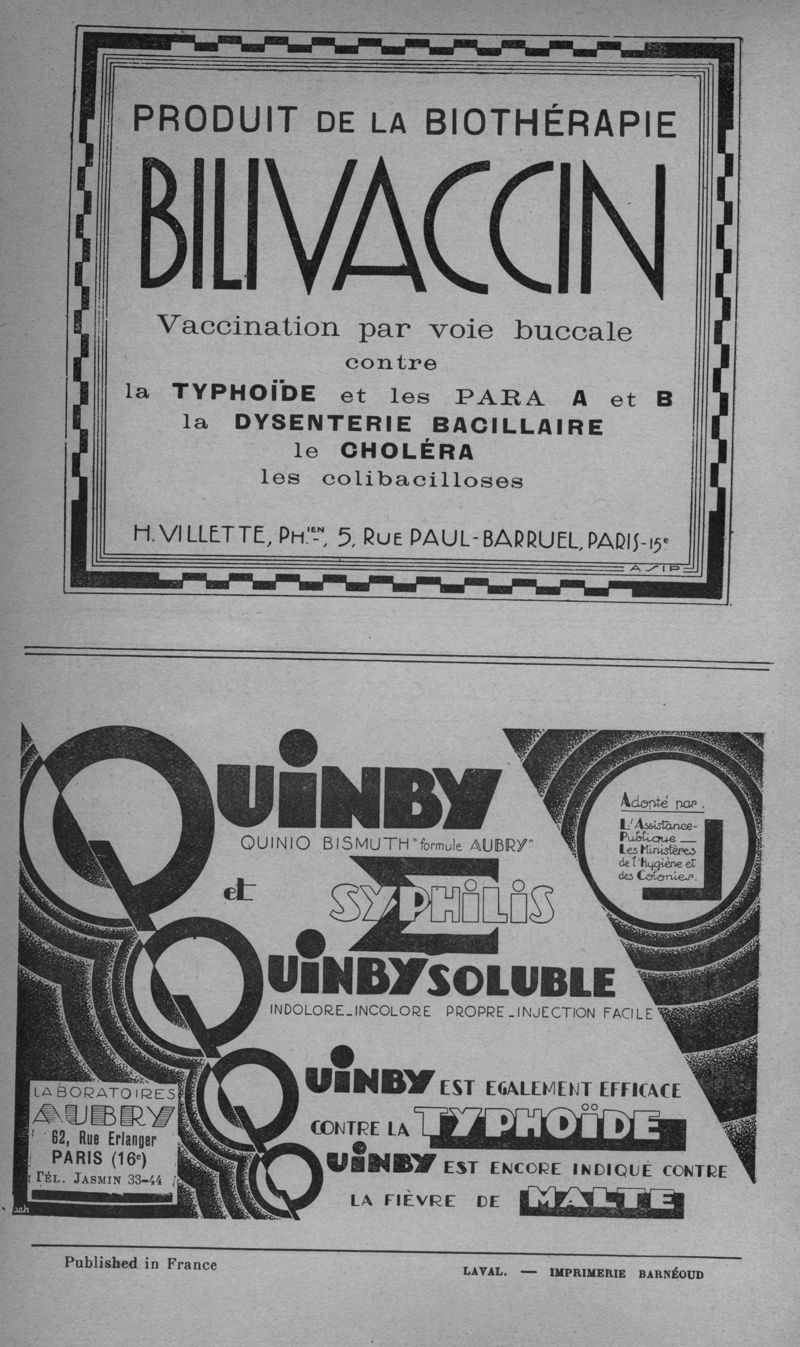 PRODUIT DE LA BIOTHÉRAPIE
BILIVACCIN
Vaccination par voie buccale
contre
la TYPHOÏDE et les PARA A et B
la DYSENTERIE BACILLAIRE
le CHOLÉRA
les colibacilloses
H. VILLETTE, PH.IEN, 5, RUE PAUL-BARRUEL, PARIS-15e
ASIP
QUINBY
QUINIO BISMUTH "formule AUBRY"
et SYPHILIS
QUINBY SOLUBLE
INDOLORE_INCOLORE PROPRE_INJECTION FACILE
Adopté par.
L'Assistance-
Publique _
Les Ministères
de l'Hygiène et
des Colonies.
QUINBY EST EGALEMENT EFFICACE
CONTRE LA TYPHOÏDE
QUINBY EST ENCORE INDIQUÉ CONTRE
LA FIÈVRE DE MALTE
LABORATOIRES
AUBRY
62, Rue Erlanger
PARIS (16e)
TÉL. JASMIN 33-44
aah
Published in France
LAVAL. — IMPRIMERIE BARNÉOUD